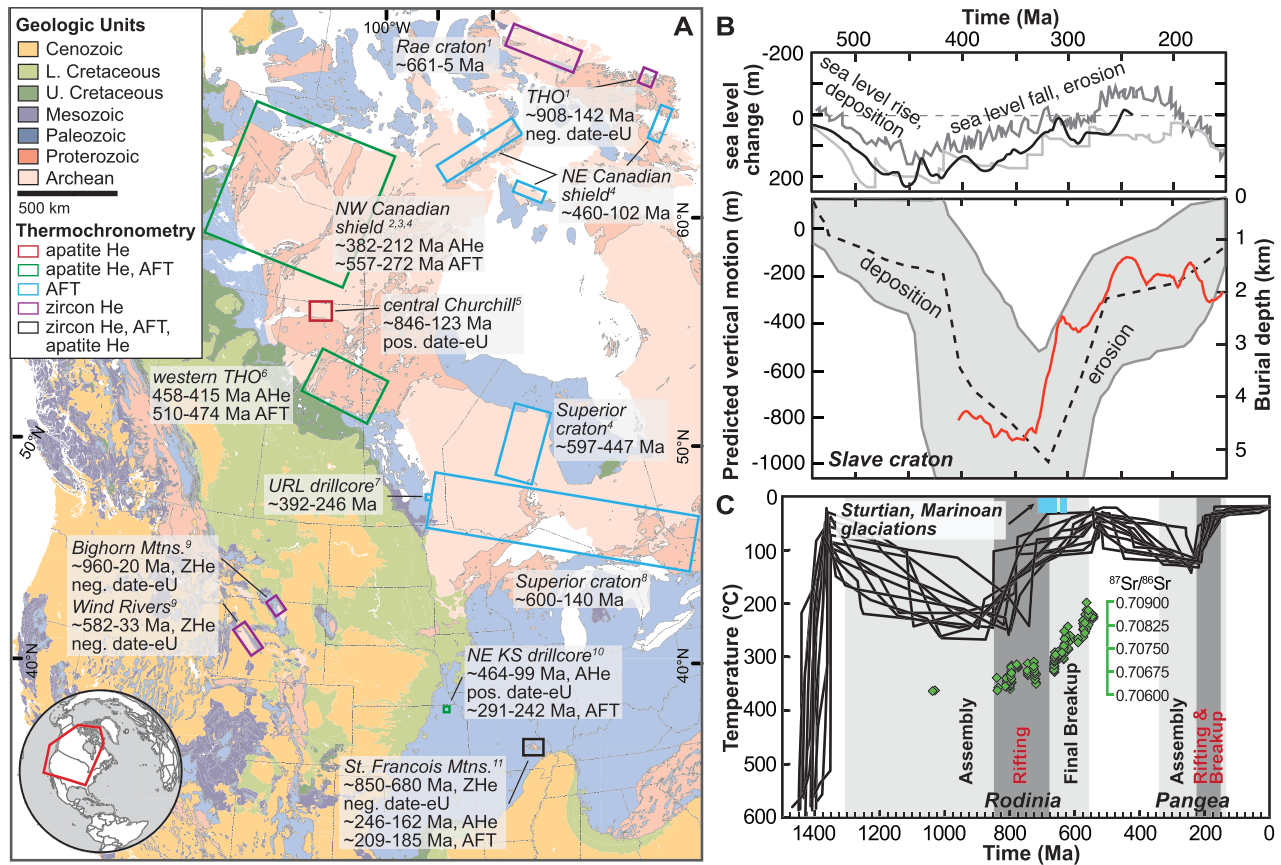 Geologic Units
Cenozoic
L. Cretaceous
U. Cretaceous
Mesozoic
Paleozoic
Proterozoic
Archean
500 km
Thermochronometry
apatite He
apatite He, AFT
AFT
zircon He
zircon He, AFT,
apatite He
A
100°W
60°N
50°N
40°N
50°N
40°N
Rae craton¹
~661-5 Ma
THO¹
~908-142 Ma
neg. date-eU
NE Canadian
shield⁴
~460-102 Ma
NW Canadian
shield ²,³,⁴
~382-212 Ma AHe
~557-272 Ma AFT
central Churchill⁵
~846-123 Ma
pos. date-eU
western THO⁶
458-415 Ma AHe
510-474 Ma AFT
Superior
craton⁴
~597-447 Ma
URL drillcore⁷
~392-246 Ma
Bighorn Mtns.⁹
~960-20 Ma, ZHe
neg. date-eU
Wind Rivers⁹
~582-33 Ma, ZHe
neg. date-eU
Superior craton⁸
~600-140 Ma
NE KS drillcore¹⁰
~464-99 Ma, AHe
pos. date-eU
~291-242 Ma, AFT
St. Francois Mtns.¹¹
~850-680 Ma, ZHe
neg. date-eU
~246-162 Ma, AHe
~209-185 Ma, AFT
B
Time (Ma)
500 400 300 200
sea level
change (m)
-200
0
200
sea level rise,
deposition
sea level fall, erosion
Predicted vertical motion (m)
0
-200
-400
-600
-800
-1000
deposition
erosion
Slave craton
Burial depth (km)
0
1
2
3
4
5
C
Temperature (°C)
0
100
200
300
400
500
600
Sturtian, Marinoan
glaciations
⁸⁷Sr/⁸⁶Sr
0.70900
0.70825
0.70750
0.70675
0.70600
Assembly
Rifting
Final Breakup
Rodinia
Assembly
Rifting &
Breakup
Pangea
1400 1200 1000 800 600 400 200 0
Time (Ma)